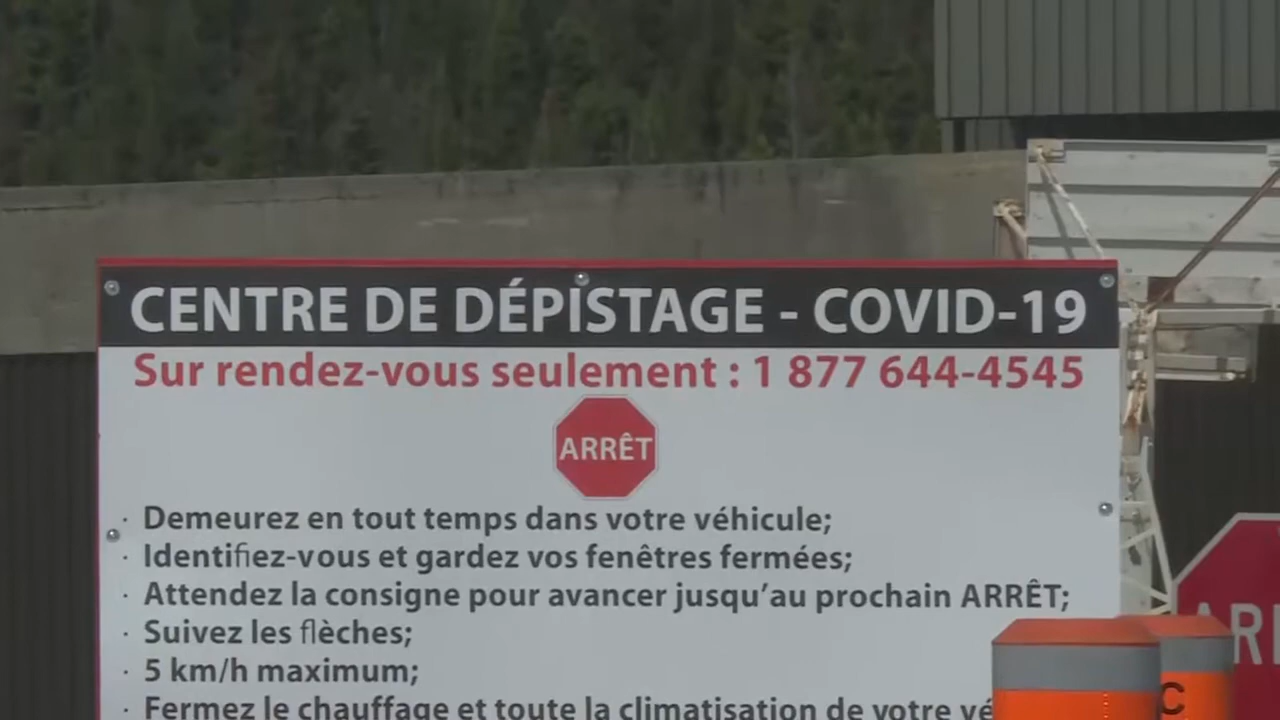 CENTRE DE DÉPISTAGE - COVID-19
Sur rendez-vous seulement : 1 877 644-4545
ARRÊT
· Demeurez en tout temps dans votre véhicule;
· Identifiez-vous et gardez vos fenêtres fermées;
· Attendez la consigne pour avancer jusqu'au prochain ARRÊT;
· Suivez les flèches;
· 5 km/h maximum;
· Fermez le chauffage et toute la climatisation de votre